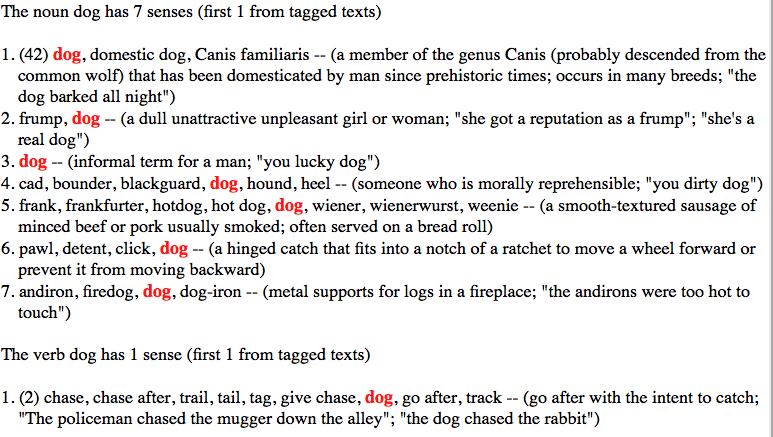 The noun dog has 7 senses (first 1 from tagged texts)
1. (42) dog, domestic dog, Canis familiaris -- (a member of the genus Canis (probably descended from the
common wolf) that has been domesticated by man since prehistoric times; occurs in many breeds; "the
dog barked all night")
2. frump, dog -- (a dull unattractive unpleasant girl or woman; "she got a reputation as a frump"; "she's a
real dog")
3. dog -- (informal term for a man; "you lucky dog")
4. cad, bounder, blackguard, dog, hound, heel -- (someone who is morally reprehensible; "you dirty dog")
5. frank, frankfurter, hotdog, hot dog, dog, wiener, wienerwurst, weenie -- (a smooth-textured sausage of
minced beef or pork usually smoked; often served on a bread roll)
6. pawl, detent, click, dog -- (a hinged catch that fits into a notch of a ratchet to move a wheel forward or
prevent it from moving backward)
7. andiron, firedog, dog, dog-iron -- (metal supports for logs in a fireplace; "the andirons were too hot to
touch")
The verb dog has 1 sense (first 1 from tagged texts)
1. (2) chase, chase after, trail, tail, tag, give chase, dog, go after, track -- (go after with the intent to catch;
"The policeman chased the mugger down the alley"; "the dog chased the rabbit")